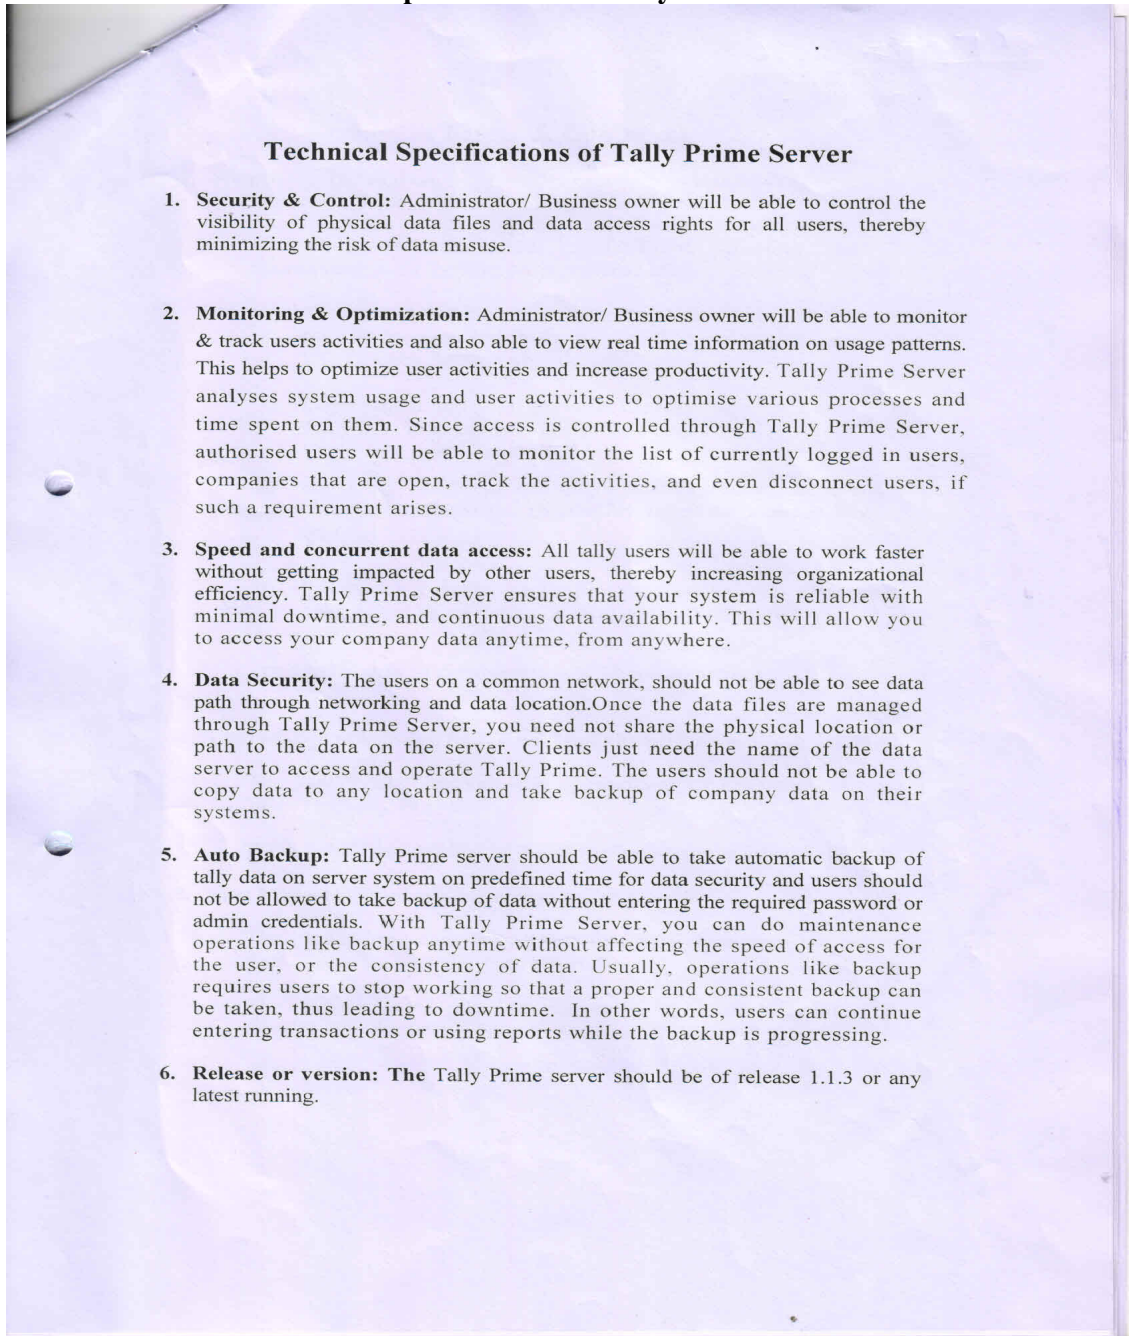 Technical Specifications of Tally Prime Server
1. Security & Control: Administrator/ Business owner will be able to control the
visibility of physical data files and data access rights for all users, thereby
minimizing the risk of data misuse.
2. Monitoring & Optimization: Administrator/ Business owner will be able to monitor
& track users activities and also able to view real time information on usage patterns.
This helps to optimize user activities and increase productivity. Tally Prime Server
analyses system usage and user activities to optimise various processes and
time spent on them. Since access is controlled through Tally Prime Server,
authorised users will be able to monitor the list of currently logged in users,
companies that are open, track the activities, and even disconnect users, if
such a requirement arises.
3. Speed and concurrent data access: All tally users will be able to work faster
without getting impacted by other users, thereby increasing organizational
efficiency. Tally Prime Server ensures that your system is reliable with
minimal downtime, and continuous data availability. This will allow you
to access your company data anytime, from anywhere.
4. Data Security: The users on a common network, should not be able to see data
path through networking and data location.Once the data files are managed
through Tally Prime Server, you need not share the physical location or
path to the data on the server. Clients just need the name of the data
server to access and operate Tally Prime. The users should not be able to
copy data to any location and take backup of company data on their
systems.
5. Auto Backup: Tally Prime server should be able to take automatic backup of
tally data on server system on predefined time for data security and users should
not be allowed to take backup of data without entering the required password or
admin credentials. With Tally Prime Server, you can do maintenance
operations like backup anytime without affecting the speed of access for
the user, or the consistency of data. Usually, operations like backup
requires users to stop working so that a proper and consistent backup can
be taken, thus leading to downtime. In other words, users can continue
entering transactions or using reports while the backup is progressing.
6. Release or version: The Tally Prime server should be of release 1.1.3 or any
latest running.